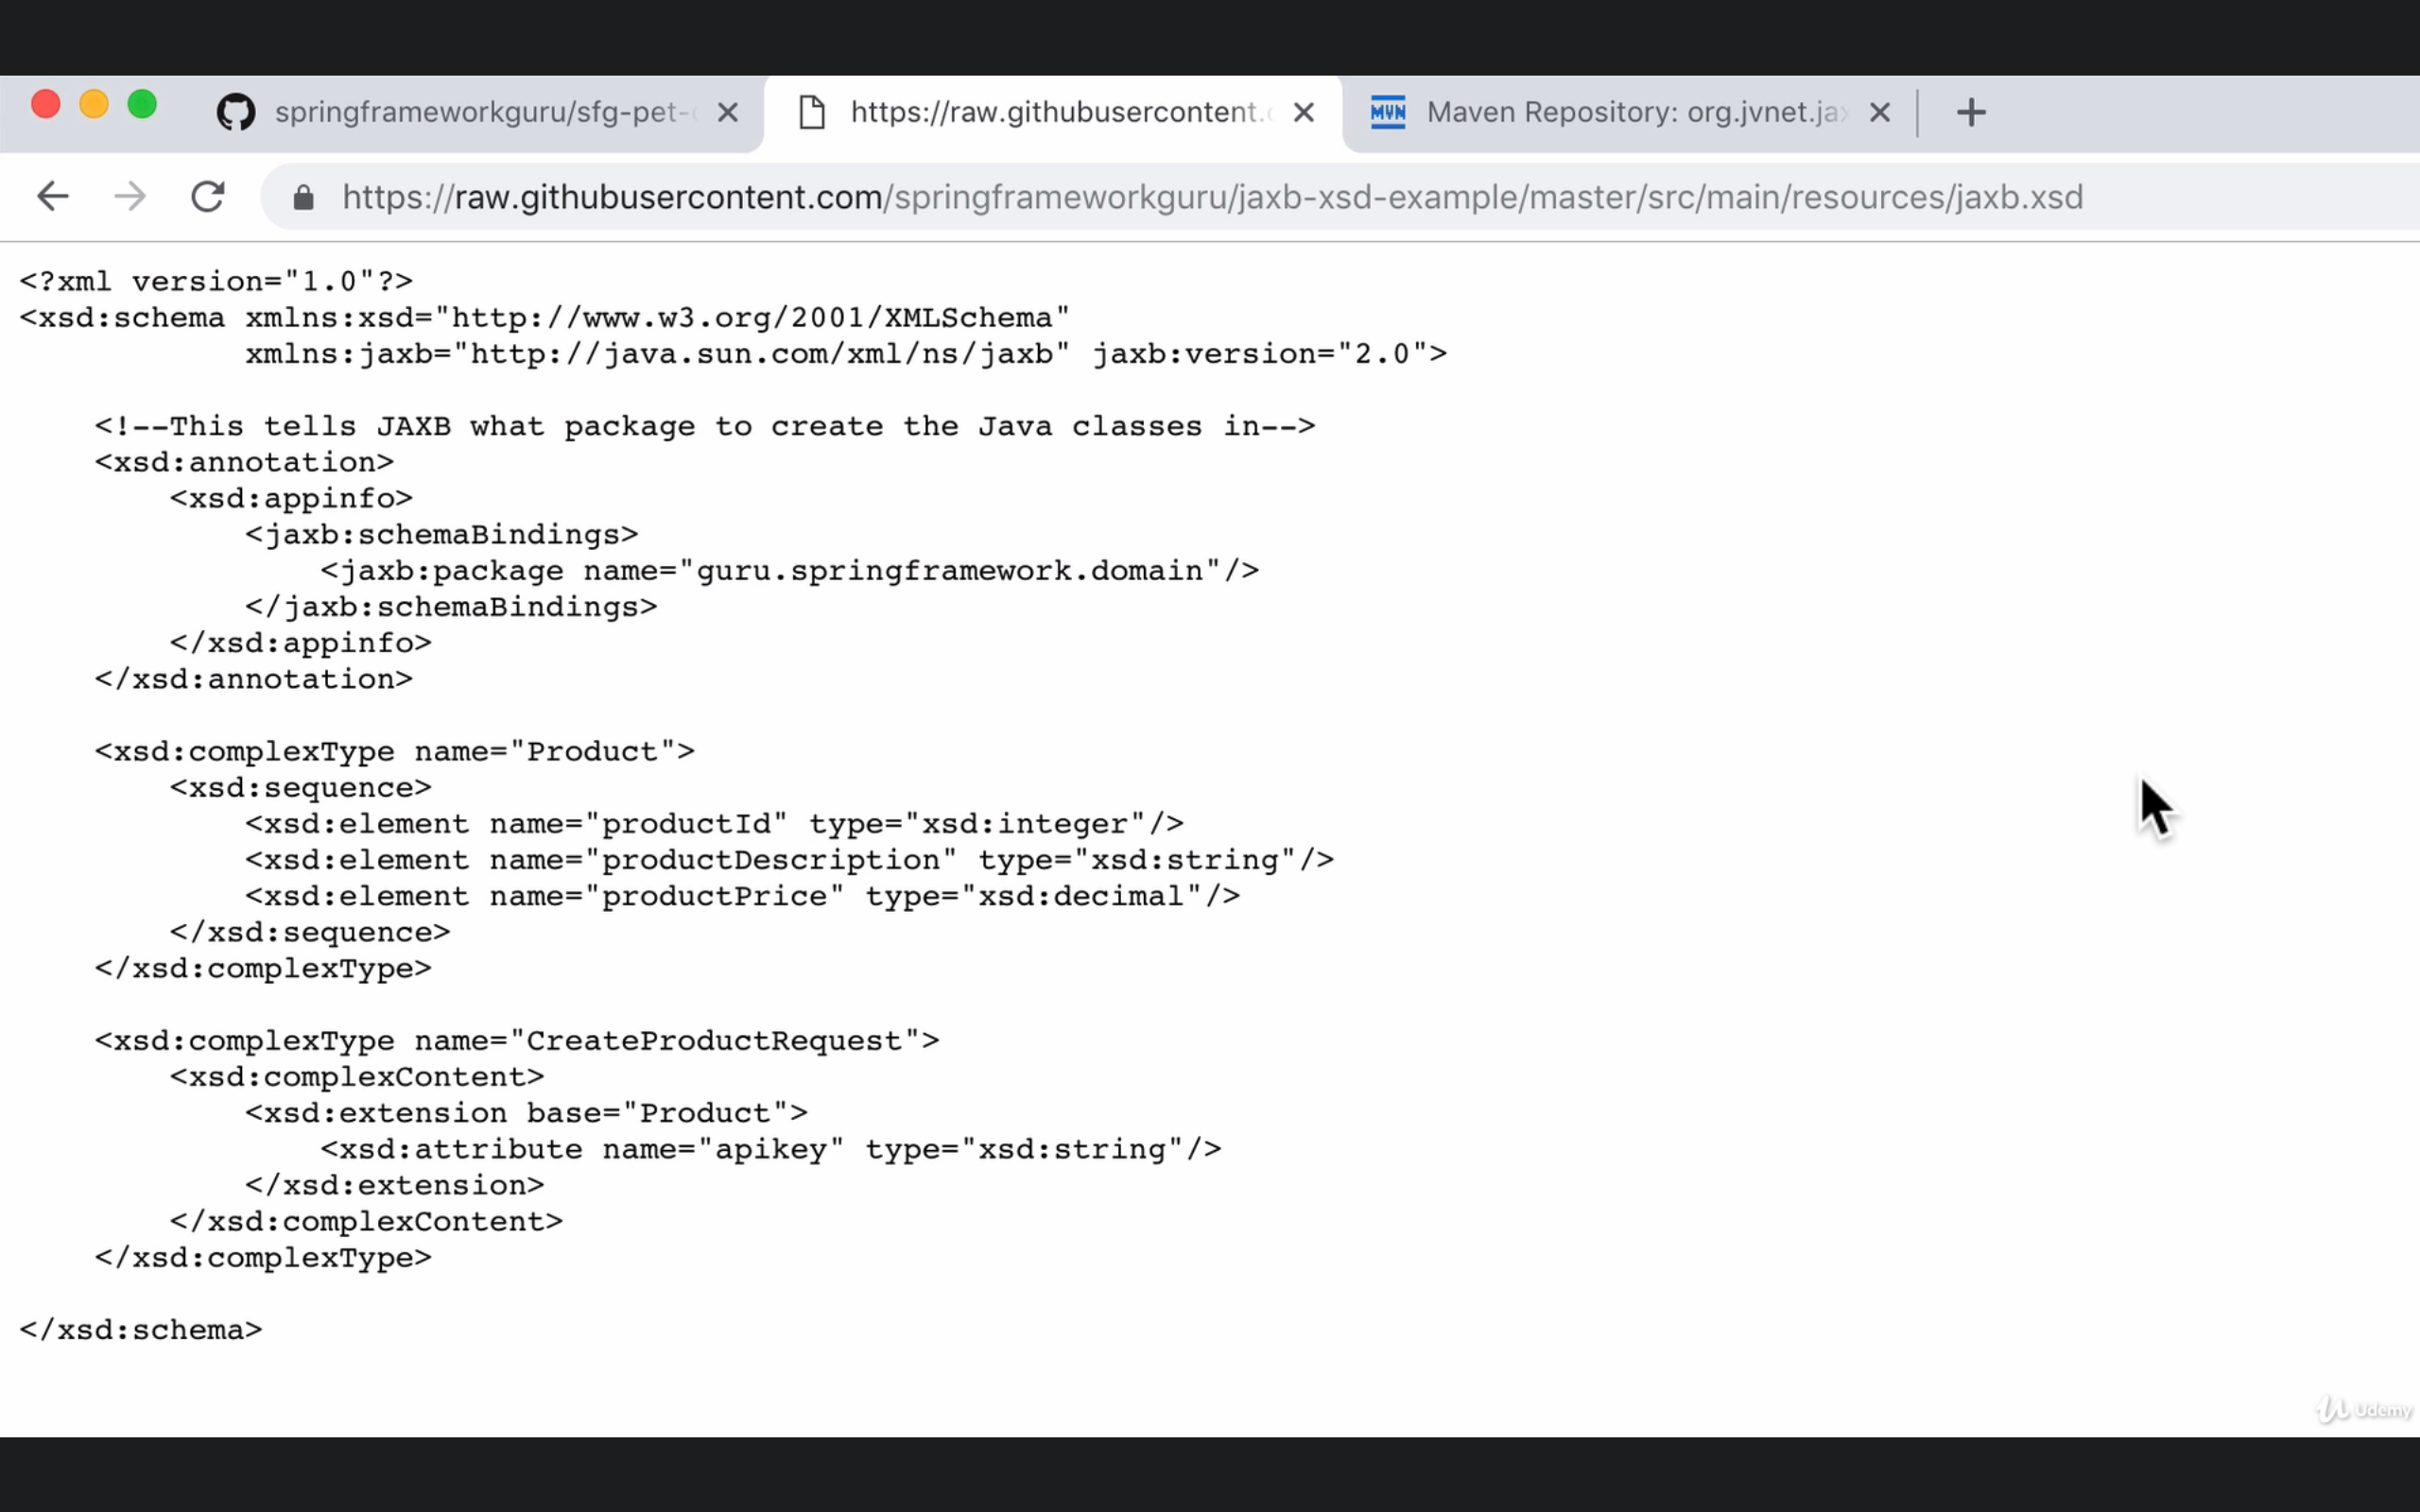 springframeworkguru/sfg-pet-
https://raw.githubusercontent.
Maven Repository: org.jvnet.jax
https://raw.githubusercontent.com/springframeworkguru/jaxb-xsd-example/master/src/main/resources/jaxb.xsd
<?xml version="1.0"?>
<xsd:schema xmlns:xsd="http://www.w3.org/2001/XMLSchema"
            xmlns:jaxb="http://java.sun.com/xml/ns/jaxb" jaxb:version="2.0">

    <!--This tells JAXB what package to create the Java classes in-->
    <xsd:annotation>
        <xsd:appinfo>
            <jaxb:schemaBindings>
                <jaxb:package name="guru.springframework.domain"/>
            </jaxb:schemaBindings>
        </xsd:appinfo>
    </xsd:annotation>

    <xsd:complexType name="Product">
        <xsd:sequence>
            <xsd:element name="productId" type="xsd:integer"/>
            <xsd:element name="productDescription" type="xsd:string"/>
            <xsd:element name="productPrice" type="xsd:decimal"/>
        </xsd:sequence>
    </xsd:complexType>

    <xsd:complexType name="CreateProductRequest">
        <xsd:complexContent>
            <xsd:extension base="Product">
                <xsd:attribute name="apikey" type="xsd:string"/>
            </xsd:extension>
        </xsd:complexContent>
    </xsd:complexType>

</xsd:schema>
Udemy